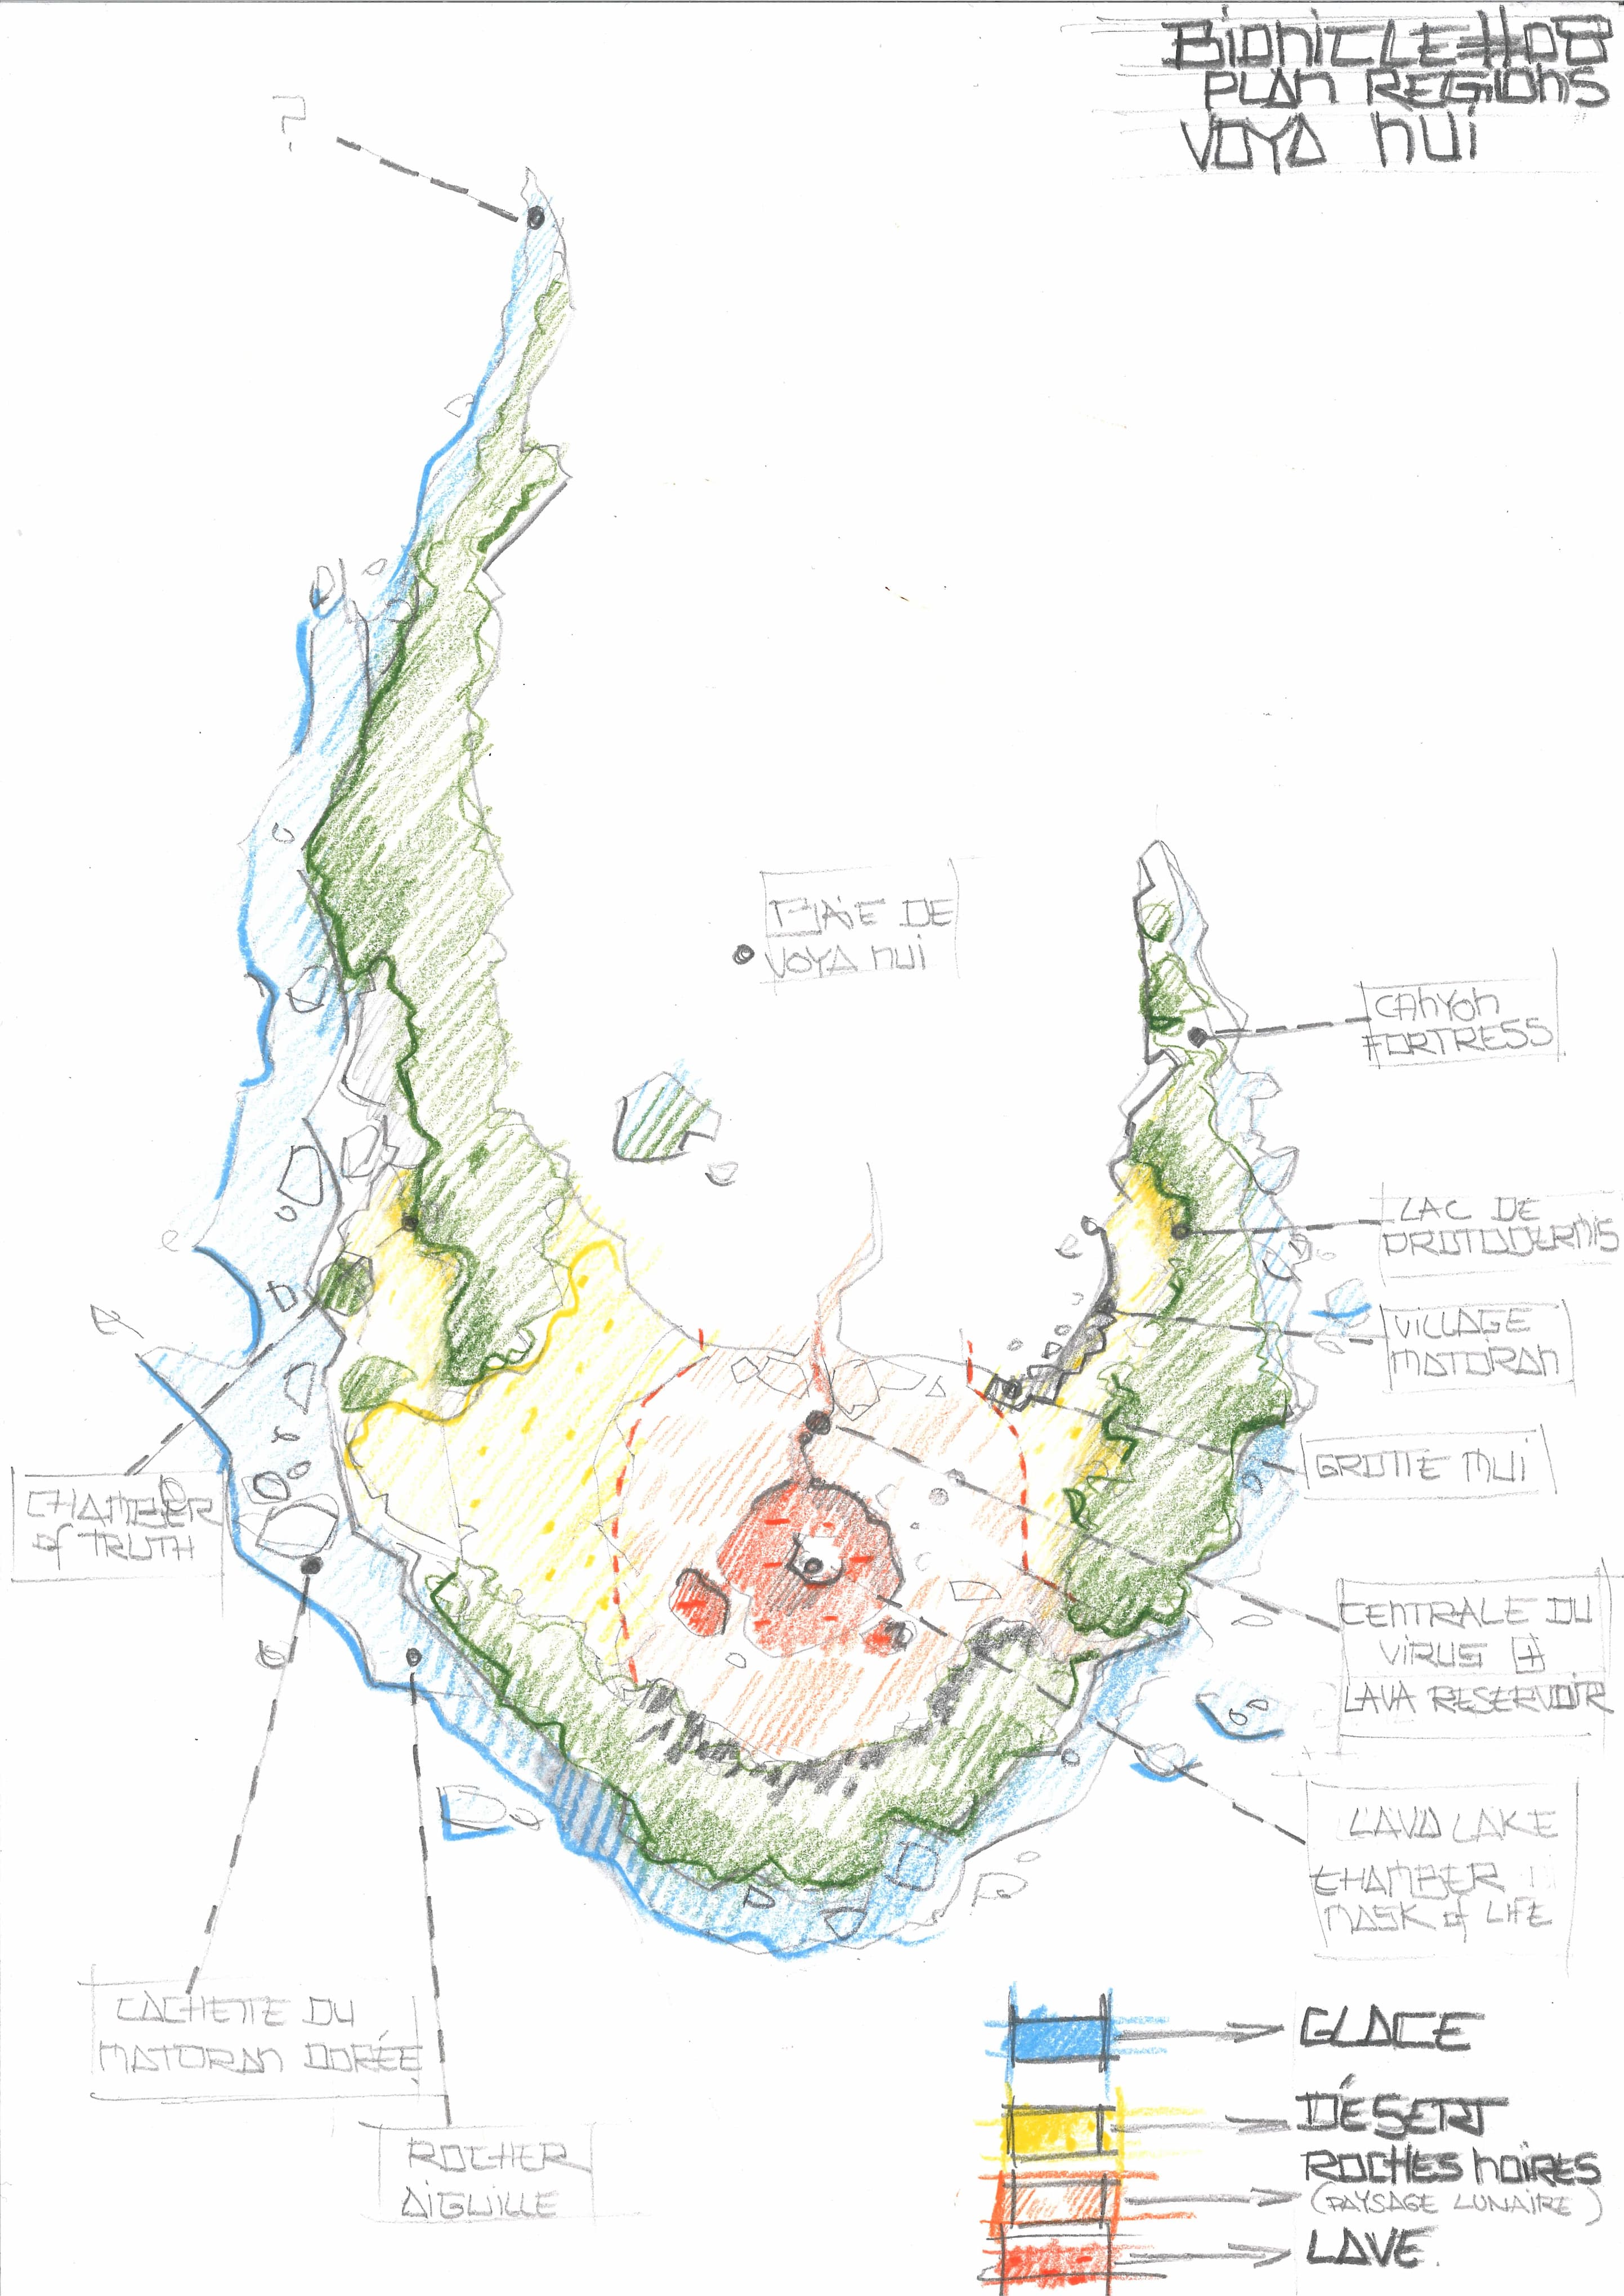 BIONICLE#08
PLAN REGIONS
VOYA NUI
?
BAIE DE
VOYA NUI
CANYON
FORTRESS
LAC DE
PROTODERMIS
VILLAGE
MATORAN
GROTTE NUI
CHAMBER
of TRUTH
CENTRALE DU
VIRUS +
LAVA RESERVOIR
LAVA LAKE
CHAMBER
MASK of LIFE
CACHETTE DU
MATORAN DORÉE
ROCHER
AIGUILLE
GLACE
DÉSERT
ROCHES NOIRES
(PAYSAGE LUNAIRE)
LAVE.